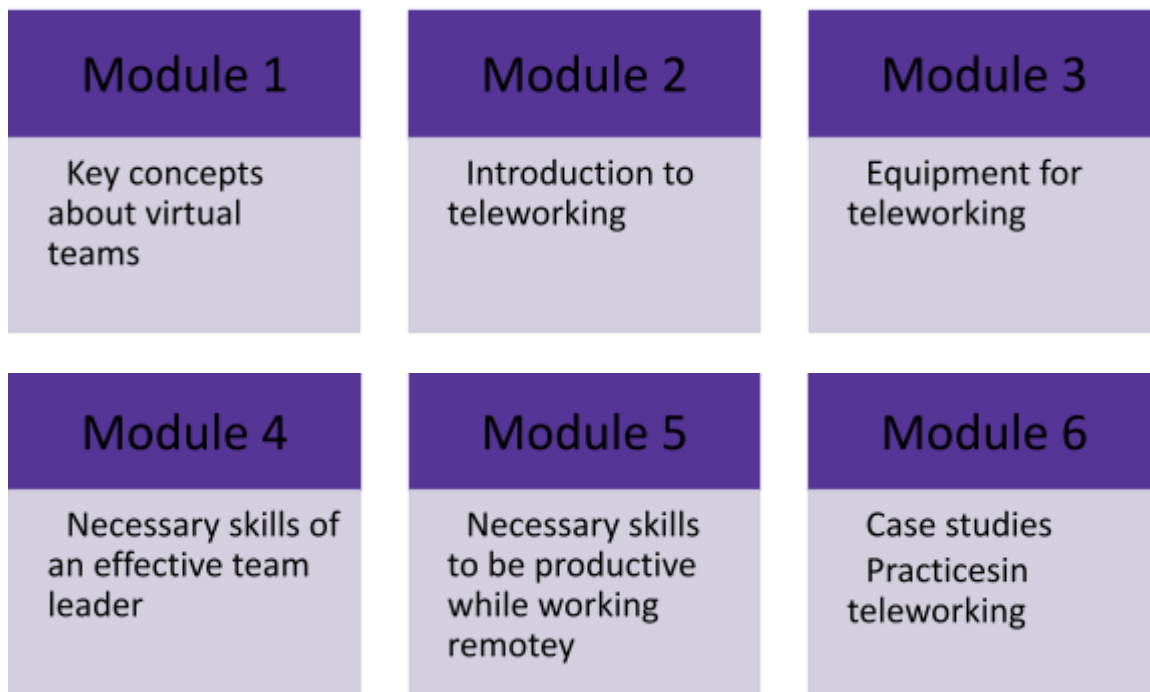 Module 1
Key concepts
about virtual
teams
Module 2
Introduction to
teleworking
Module 3
Equipment for
teleworking
Module 4
Necessary skills of
an effective team
leader
Module 5
Necessary skills
to be productive
while working
remotey
Module 6
Case studies
Practicesin
teleworking